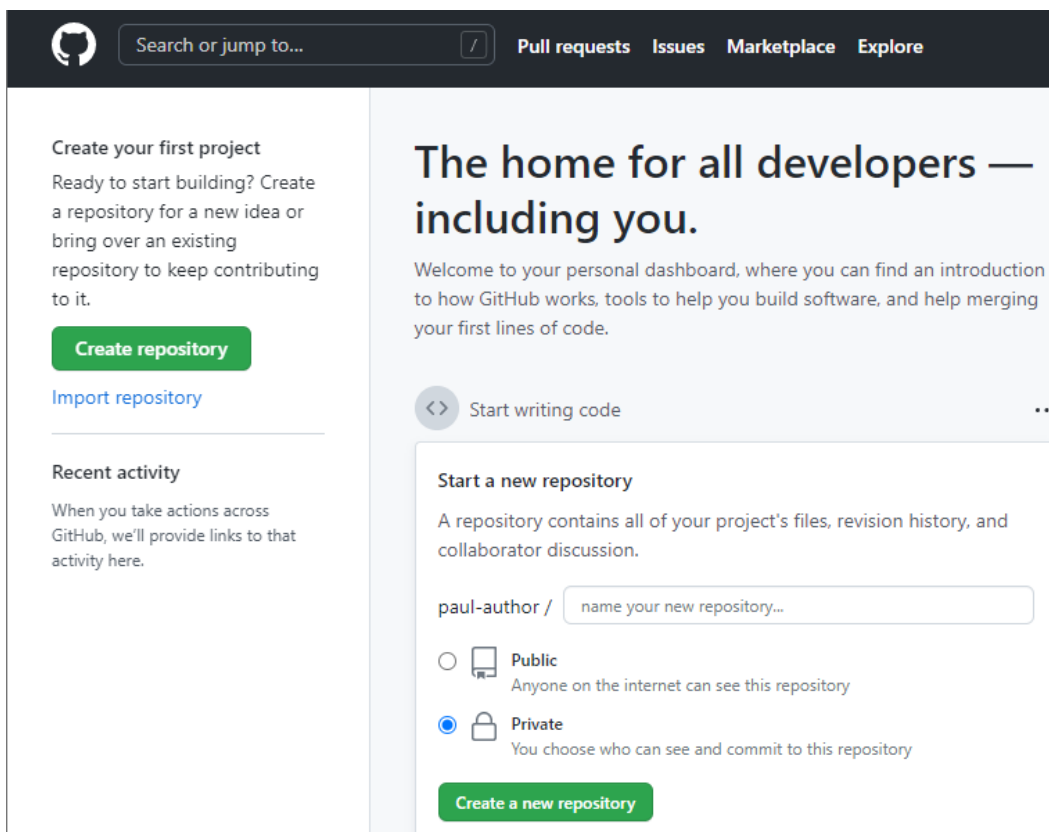 Search or jump to...
/
Pull requests Issues Marketplace Explore
Create your first project
Ready to start building? Create
a repository for a new idea or
bring over an existing
repository to keep contributing
to it.
Create repository
Import repository
Recent activity
When you take actions across
GitHub, we’ll provide links to that
activity here.
The home for all developers —
including you.
Welcome to your personal dashboard, where you can find an introduction
to how GitHub works, tools to help you build software, and help merging
your first lines of code.
<> Start writing code
Start a new repository
A repository contains all of your project's files, revision history, and
collaborator discussion.
paul-author / name your new repository...
Public
Anyone on the internet can see this repository
Private
You choose who can see and commit to this repository
Create a new repository